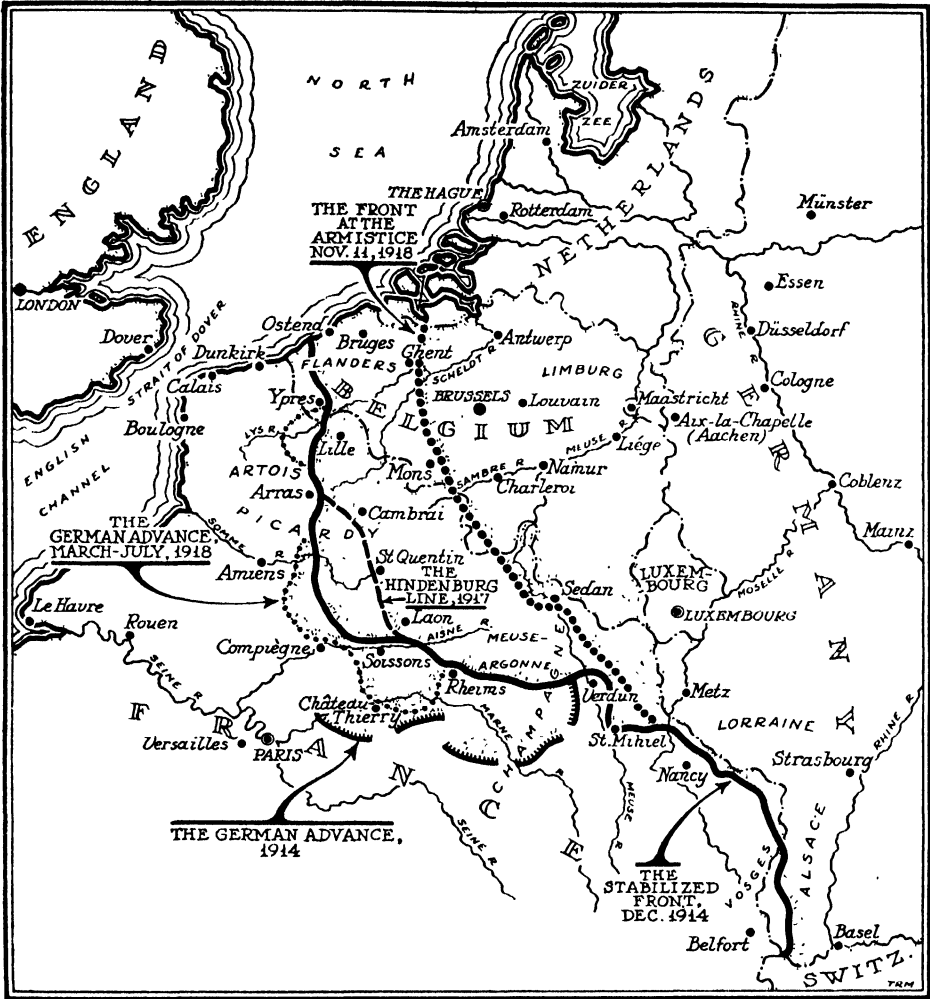 ENGLAND
NORTH
SEA
ZUIDER
ZEE
Amsterdam
THE HAGUE
Rotterdam
NETHERLANDS
Münster
THE FRONT
AT THE
ARMISTICE
NOV. 11, 1918
LONDON
Essen
Dover
STRAIT OF DOVER
Ostend
Bruges
Antwerp
RHINE R
Düsseldorf
Dunkirk
FLANDERS
Ghent
SCHELDT R
LIMBURG
Calais
Cologne
Ypres
BRUSSELS
Louvain
Maastricht
Aix-la-Chapelle
(Aachen)
Boulogne
BELGIUM
GERMANY
LYS R.
Lille
MEUSE R
Liége
ENGLISH
CHANNEL
ARTOIS
Mons
SAMBRE R
Namur
Charleroi
Coblenz
Arras
PICARDY
Cambrai
THE
GERMAN ADVANCE,
MARCH-JULY, 1918
SOMME R
Mainz
Amiens
St Quentin
THE
HINDENBURG
LINE, 1917
Sedan
LUXEM-
BOURG
MOSELLE R
LUXEMBOURG
Le Havre
Rouen
Laon
AISNE R
MEUSE-
ARGONNE
Compiègne
Soissons
SEINE R
Rheims
Verdun
Metz
Château
Thierry
MARNE
CHAMPAGNE
LORRAINE
RHINE R
FRANCE
Versailles
PARIS
St. Mihiel
Nancy
Strasbourg
THE GERMAN ADVANCE,
1914
SEINE R
MEUSE R
THE
STABILIZED
FRONT,
DEC. 1914
VOSGES
ALSACE
Belfort
Basel
SWITZ.
TRM